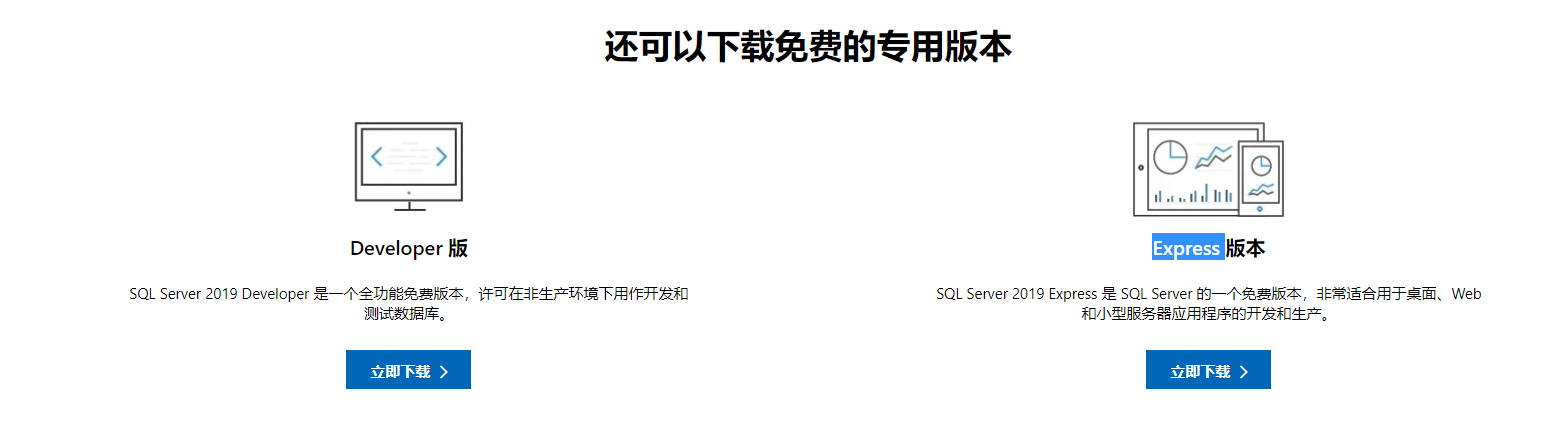 还可以下载免费的专用版本
Developer 版
SQL Server 2019 Developer 是一个全功能免费版本，许可在非生产环境下用作开发和
测试数据库。
立即下载
Express 版本
SQL Server 2019 Express 是 SQL Server 的一个免费版本，非常适合用于桌面、Web
和小型服务器应用程序的开发和生产。
立即下载